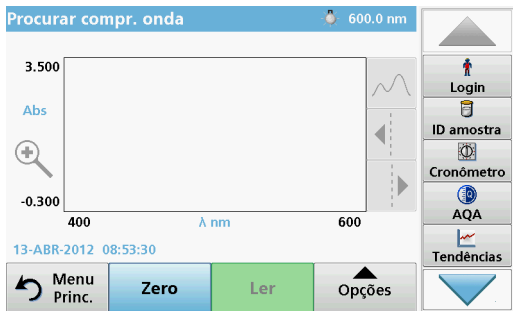 Procurar compr. onda 600.0 nm
3.500
Abs
-0.300
400 λ nm 600
13-ABR-2012 08:53:30
Menu Princ.
Zero
Ler
Opções
Login
ID amostra
Cronômetro
AQA
Tendências